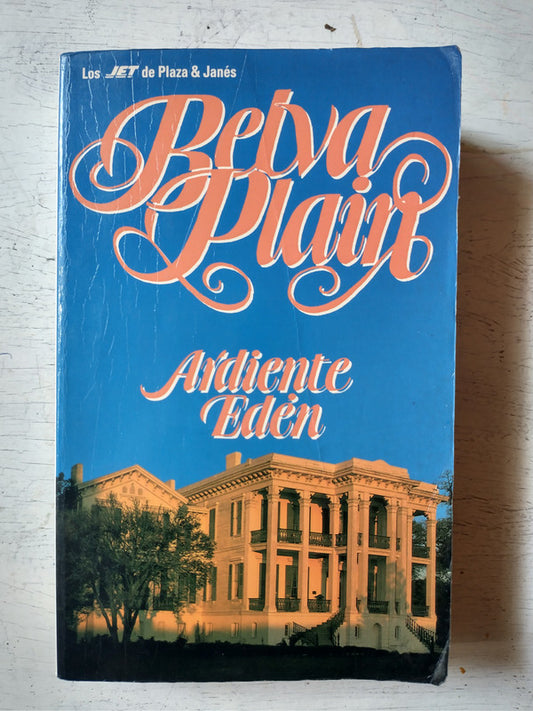 Los JET de Plaza & Janés
Belva
Plain
Ardiente
Edén